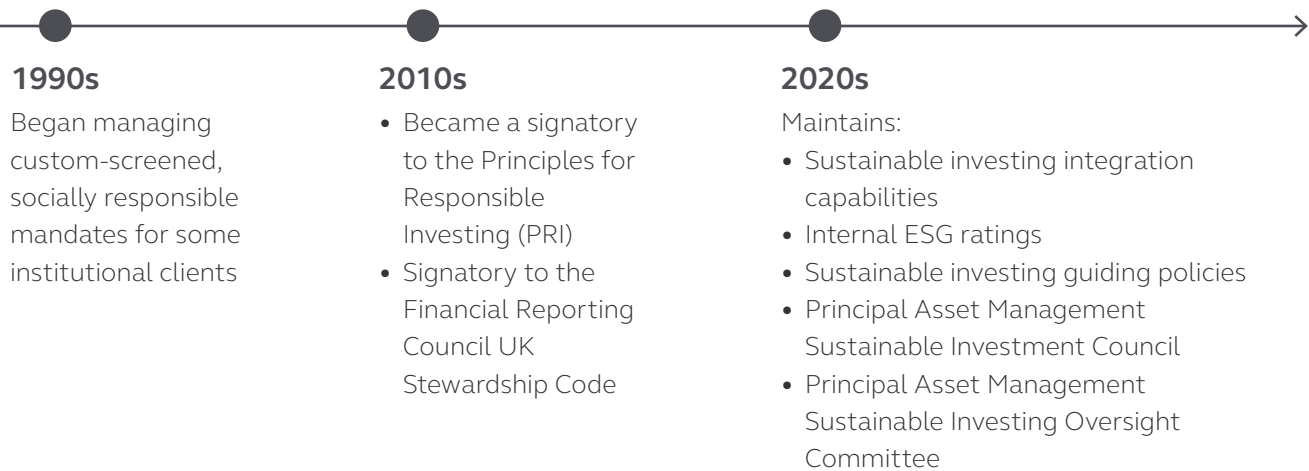 1990s
Began managing
custom-screened,
socially responsible
mandates for some
institutional clients
2010s
• Became a signatory
to the Principles for
Responsible
Investing (PRI)
• Signatory to the
Financial Reporting
Council UK
Stewardship Code
2020s
Maintains:
• Sustainable investing integration
capabilities
• Internal ESG ratings
• Sustainable investing guiding policies
• Principal Asset Management
Sustainable Investment Council
• Principal Asset Management
Sustainable Investing Oversight
Committee